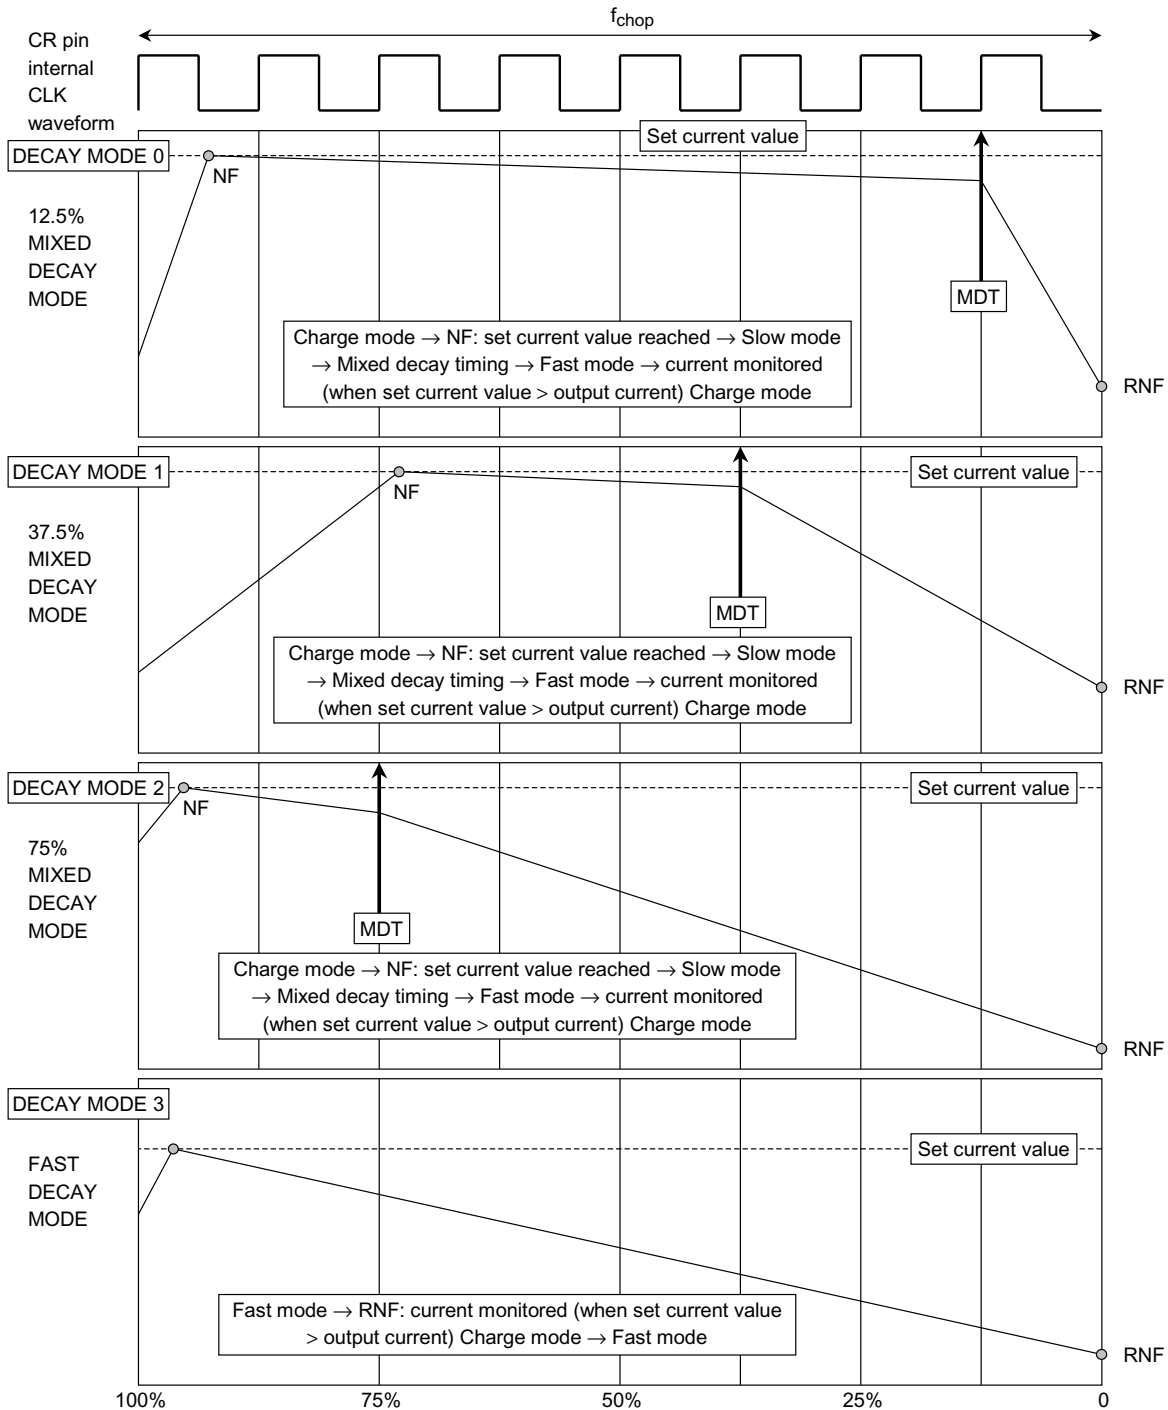 fchop
CR pin
internal
CLK
waveform
Set current value
DECAY MODE 0
NF
12.5%
MIXED
DECAY
MODE
MDT
Charge mode → NF: set current value reached → Slow mode
→ Mixed decay timing → Fast mode → current monitored
(when set current value > output current) Charge mode
RNF
DECAY MODE 1
Set current value
NF
37.5%
MIXED
DECAY
MODE
MDT
Charge mode → NF: set current value reached → Slow mode
→ Mixed decay timing → Fast mode → current monitored
(when set current value > output current) Charge mode
RNF
DECAY MODE 2
Set current value
NF
75%
MIXED
DECAY
MODE
MDT
Charge mode → NF: set current value reached → Slow mode
→ Mixed decay timing → Fast mode → current monitored
(when set current value > output current) Charge mode
RNF
DECAY MODE 3
Set current value
FAST
DECAY
MODE
Fast mode → RNF: current monitored (when set current value
> output current) Charge mode → Fast mode
RNF
100% 75% 50% 25% 0